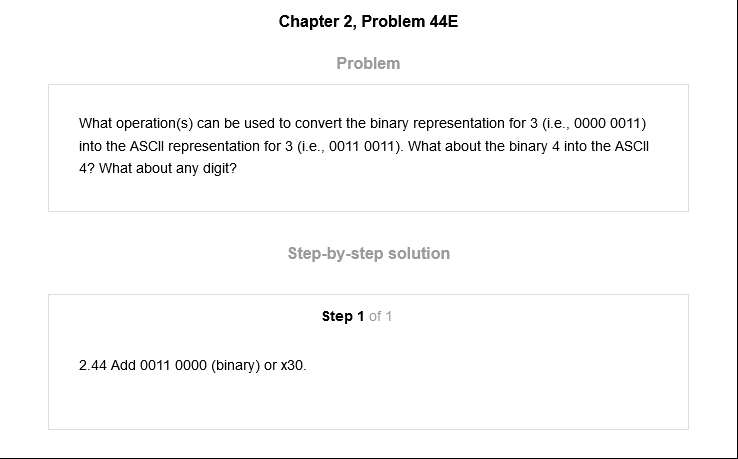 Chapter 2, Problem 44E
Problem
What operation(s) can be used to convert the binary representation for 3 (i.e., 0000 0011)
into the ASCII representation for 3 (i.e., 0011 0011). What about the binary 4 into the ASCII
4? What about any digit?
Step-by-step solution
Step 1 of 1
2.44 Add 0011 0000 (binary) or x30.